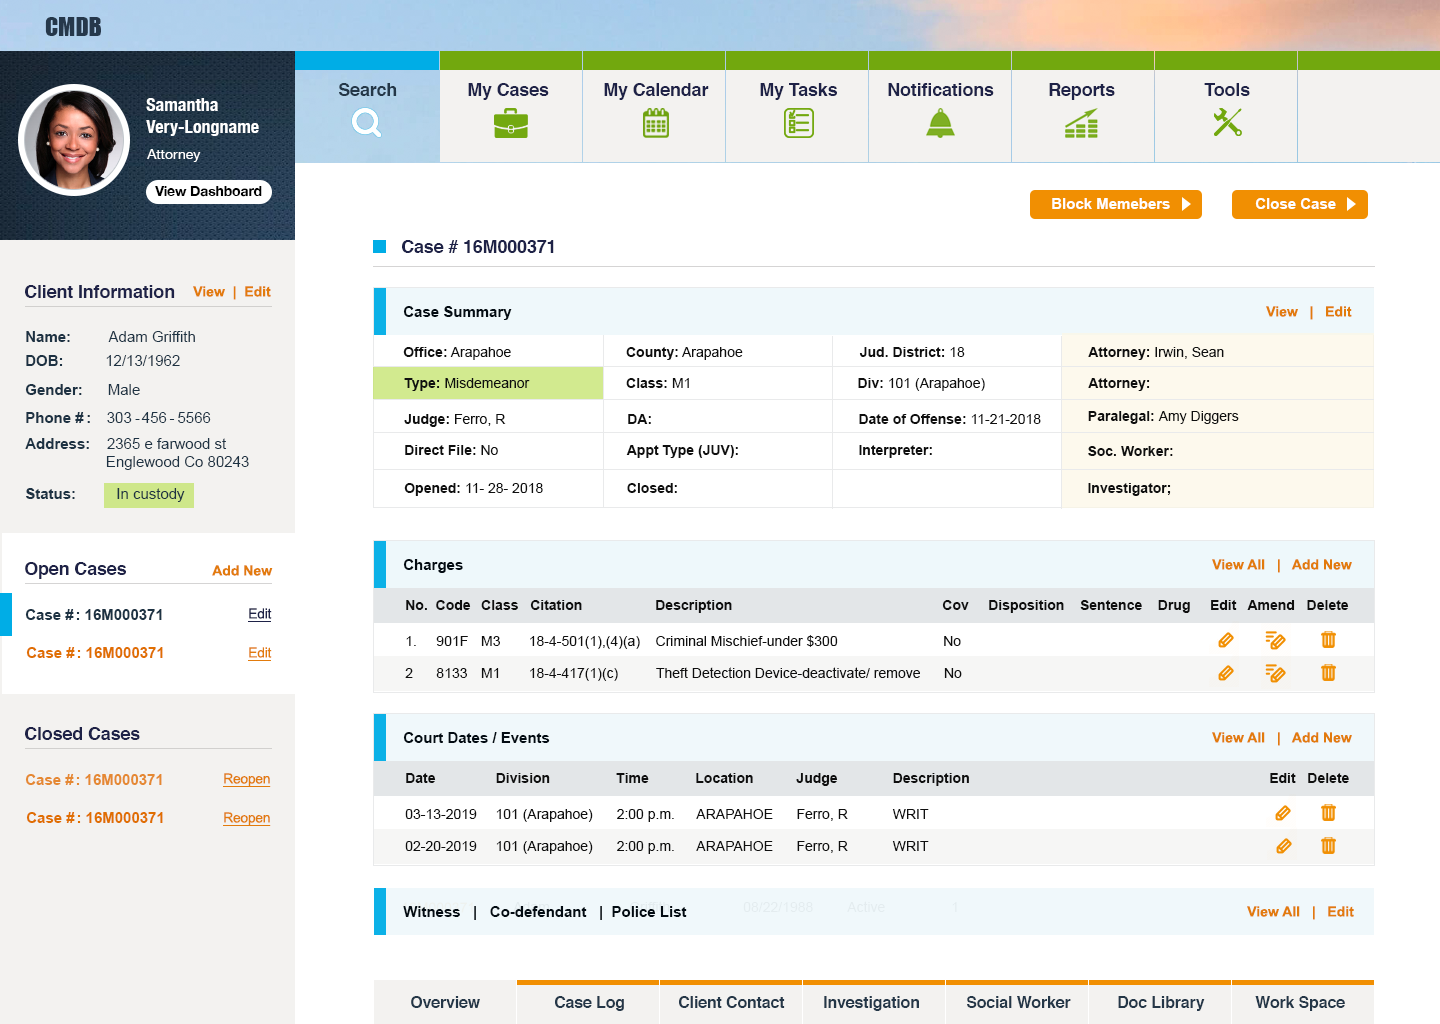 CMDB
Samantha
Very-Longname
Attorney
View Dashboard
Search My Cases My Calendar My Tasks Notifications Reports Tools
Block Memebers Close Case
Client Information View | Edit
Name: Adam Griffith
DOB: 12/13/1962
Gender: Male
Phone #: 303 - 456 - 5566
Address: 2365 e farwood st
Englewood Co 80243
Status: In custody
Open Cases Add New
Case #: 16M000371 Edit
Case #: 16M000371 Edit
Closed Cases
Case #: 16M000371 Reopen
Case #: 16M000371 Reopen
Case # 16M000371
Case Summary View | Edit
Office: Arapahoe County: Arapahoe Jud. District: 18 Attorney: Irwin, Sean
Type: Misdemeanor Class: M1 Div: 101 (Arapahoe) Attorney:
Judge: Ferro, R DA: Date of Offense: 11-21-2018 Paralegal: Amy Diggers
Direct File: No Appt Type (JUV): Interpreter: Soc. Worker:
Opened: 11- 28- 2018 Closed: Investigator;
Charges View All | Add New
No. Code Class Citation Description Cov Disposition Sentence Drug Edit Amend Delete
1. 901F M3 18-4-501(1),(4)(a) Criminal Mischief-under $300 No
2 8133 M1 18-4-417(1)(c) Theft Detection Device-deactivate/ remove No
Court Dates / Events View All | Add New
Date Division Time Location Judge Description Edit Delete
03-13-2019 101 (Arapahoe) 2:00 p.m. ARAPAHOE Ferro, R WRIT
02-20-2019 101 (Arapahoe) 2:00 p.m. ARAPAHOE Ferro, R WRIT
Witness | Co-defendant | Police List 08/22/1988 Active 1 View All | Edit
Overview Case Log Client Contact Investigation Social Worker Doc Library Work Space